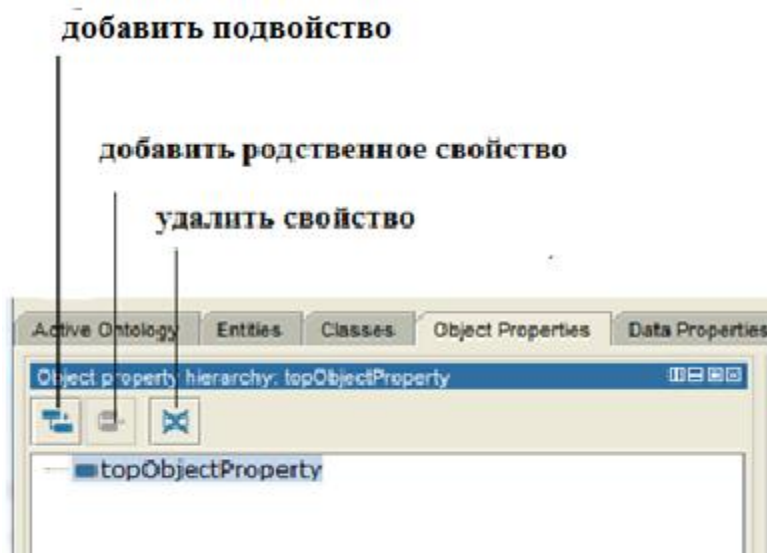 добавить подвойство
добавить родственное свойство
удалить свойство
Active Ontology Entities Classes Object Properties Data Properties
Object property hierarchy: topObjectProperty
topObjectProperty